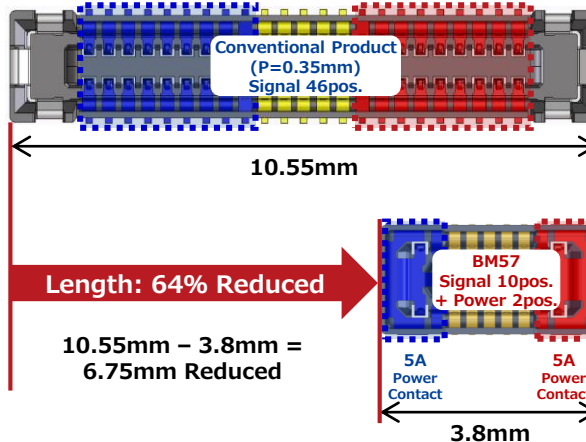 Conventional Product
(P=0.35mm)
Signal 46pos.
10.55mm
Length: 64% Reduced
BM57
Signal 10pos.
+ Power 2pos.
10.55mm – 3.8mm =
6.75mm Reduced
5A
Power
Contact
5A
Power
Contact
3.8mm